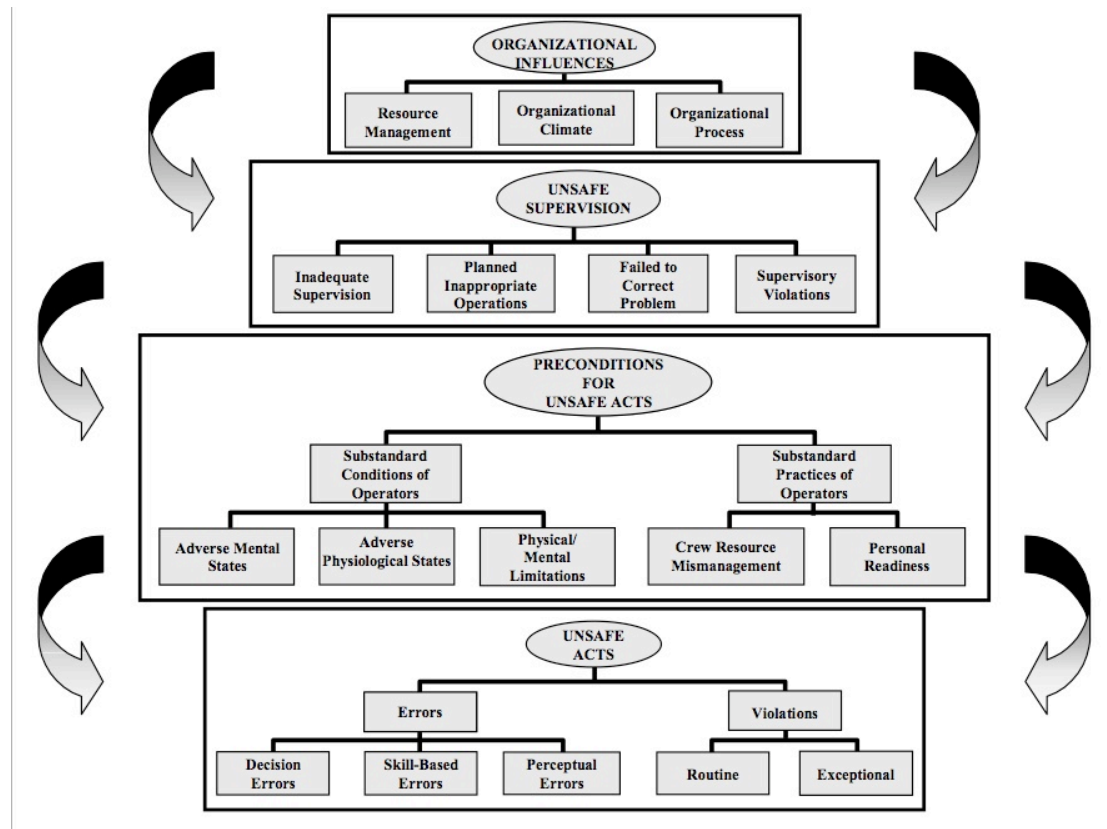 ORGANIZATIONAL
INFLUENCES
Resource
Management
Organizational
Climate
Organizational
Process
UNSAFE
SUPERVISION
Inadequate
Supervision
Planned
Inappropriate
Operations
Failed to
Correct
Problem
Supervisory
Violations
PRECONDITIONS
FOR
UNSAFE ACTS
Substandard
Conditions of
Operators
Substandard
Practices of
Operators
Adverse Mental
States
Adverse
Physiological States
Physical/
Mental
Limitations
Crew Resource
Mismanagement
Personal
Readiness
UNSAFE
ACTS
Errors
Violations
Decision
Errors
Skill-Based
Errors
Perceptual
Errors
Routine
Exceptional